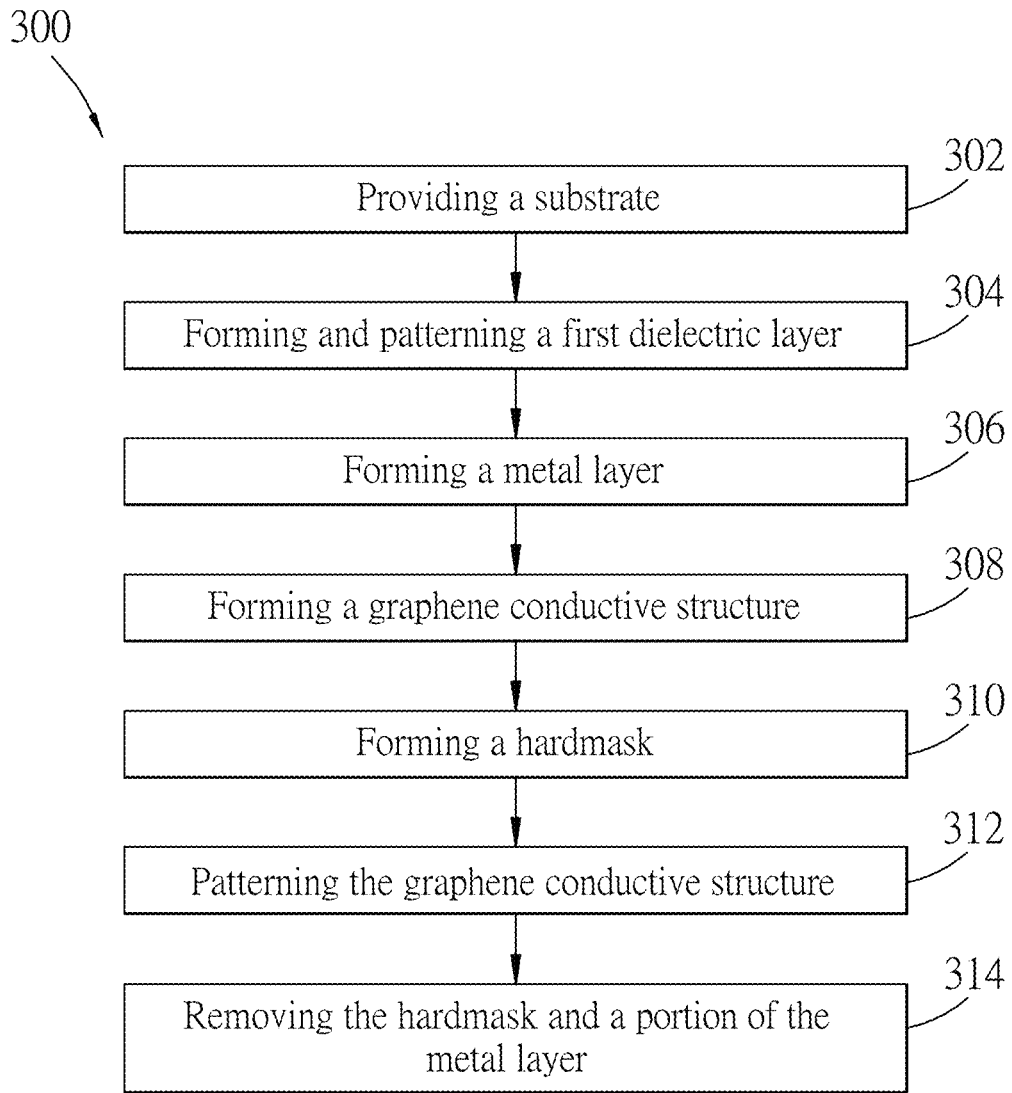 300
302
Providing a substrate
304
Forming and patterning a first dielectric layer
306
Forming a metal layer
308
Forming a graphene conductive structure
310
Forming a hardmask
312
Patterning the graphene conductive structure
314
Removing the hardmask and a portion of the
metal layer